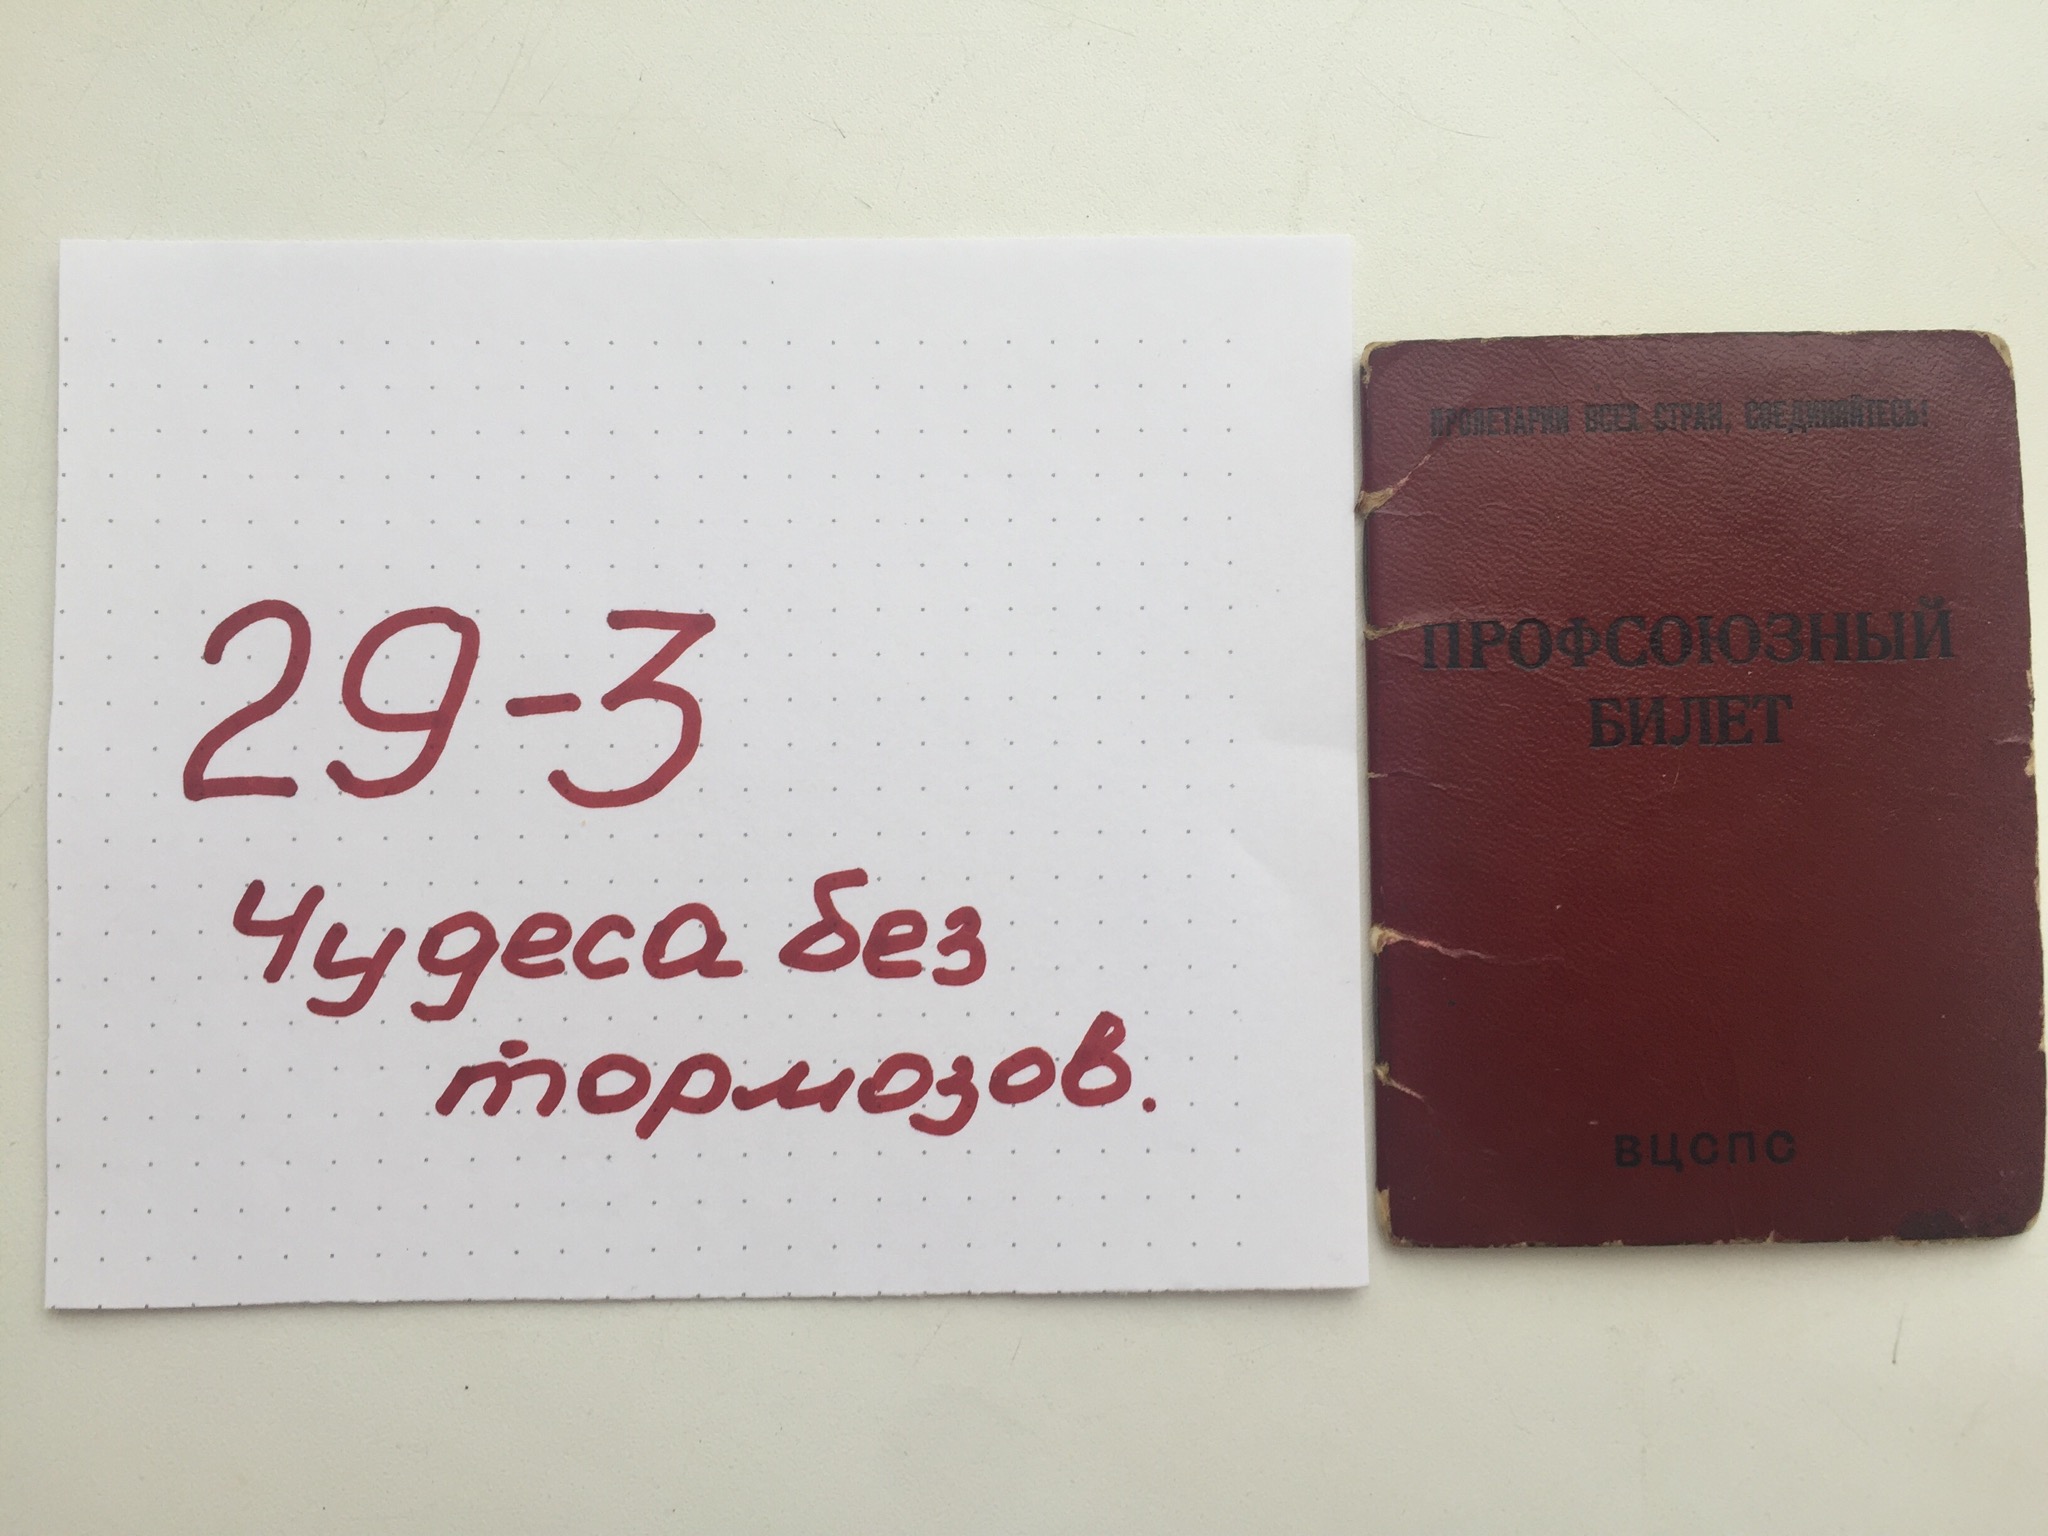 29-3
Чудеса без
тормозов.
ПРОЛЕТАРИИ ВСЕХ СТРАН, СОЕДИНЯЙТЕСЬ!
ПРОФСОЮЗНЫЙ
БИЛЕТ
ВЦСПС